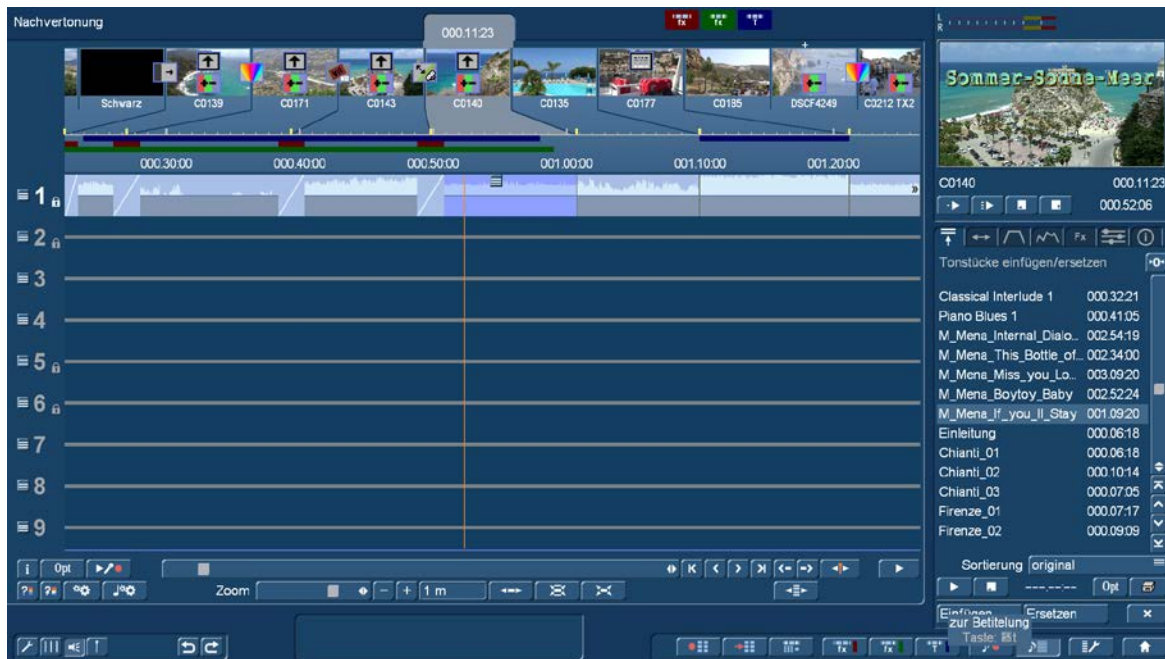 Nachvertonung
000.11:23
fx
fx
T
L
R
Sommer-Sonne-Meer
Schwarz
C0139
C0171
C0143
C0140
C0135
C0177
C0185
DSCF4249
C0212 TX2
000.30:00
000.40:00
000.50:00
001.00:00
001.10:00
001.20:00
C0140 000.11:23
000.52:06
1
2
3
4
5
6
7
8
9
Fx
Tonstücke einfügen/ersetzen
Classical Interlude 1 000.32:21
Piano Blues 1 000.41:05
M_Mena_Internal_Dialo... 002.54:19
M_Mena_This_Bottle_of... 002.34:00
M_Mena_Miss_you_Lo... 003.09:20
M_Mena_Boytoy_Baby 002.52:24
M_Mena_If_you_ll_Stay 001.09:20
Einleitung 000.06:18
Chianti_01 000.06:18
Chianti_02 000.10:14
Chianti_03 000.07:05
Firenze_01 000.07:17
Firenze_02 000.09:09
Sortierung original
---,--:-- Opt
Einfügen Ersetzen
zur Betitelung
Taste:
i Opt
Zoom
1 m
fx
fx
T